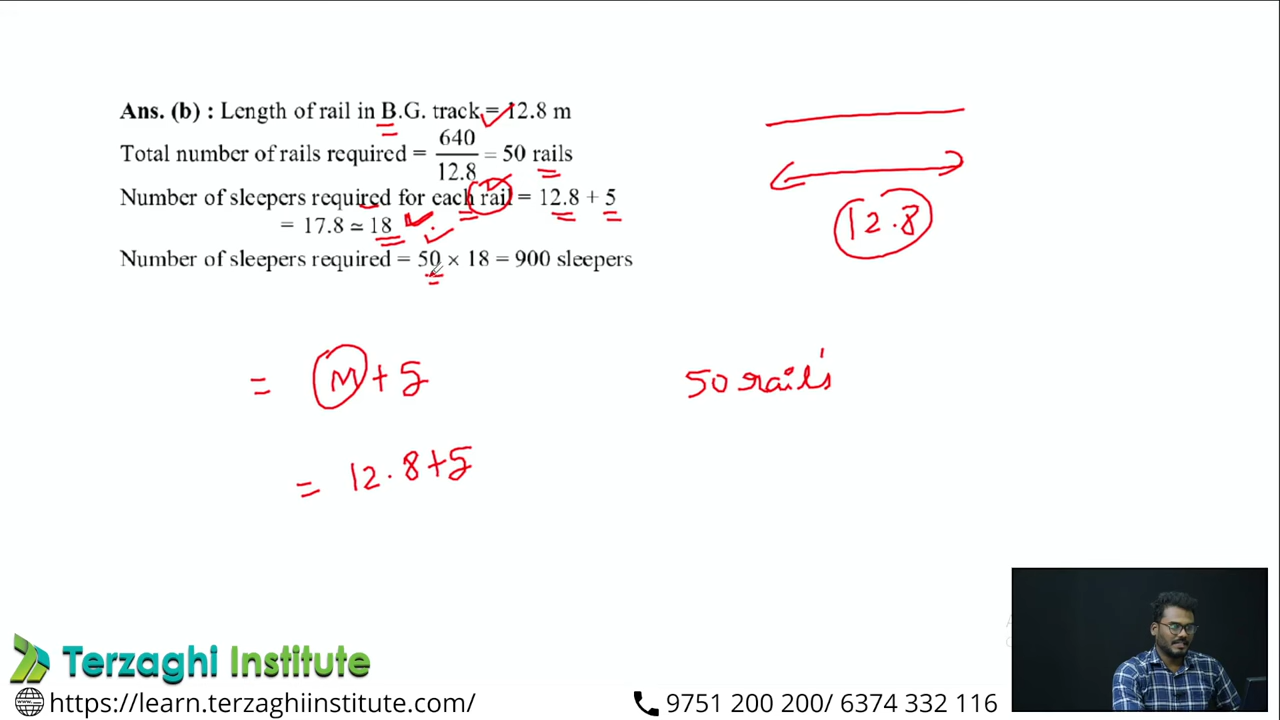 Ans. (b) : Length of rail in B.G. track = 12.8 m
Total number of rails required = 640/12.8 = 50 rails
Number of sleepers required for each rail = 12.8 + 5
= 17.8 ≃ 18
Number of sleepers required = 50 × 18 = 900 sleepers
12.8
= M + 5
50 rail's
= 12.8 + 5
Terzaghi Institute
https://learn.terzaghiinstitute.com/
9751 200 200/ 6374 332 116